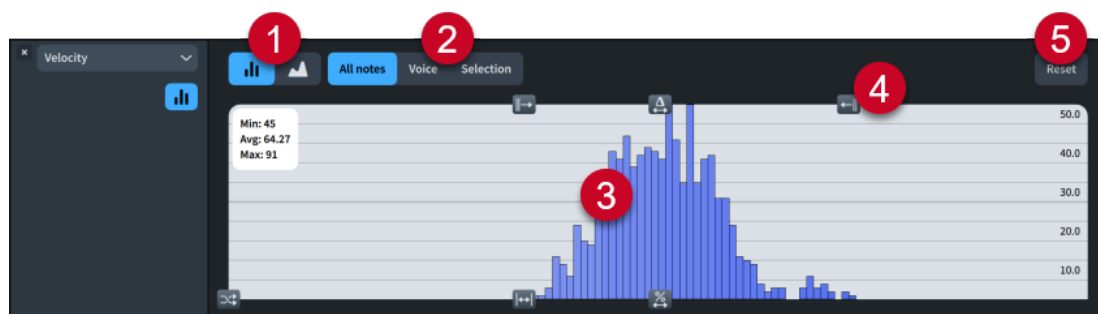 1
2
5
Velocity
All notes Voice Selection
Reset
4
Min: 45
Avg: 64.27
Max: 91
50.0
40.0
30.0
3
20.0
10.0
%